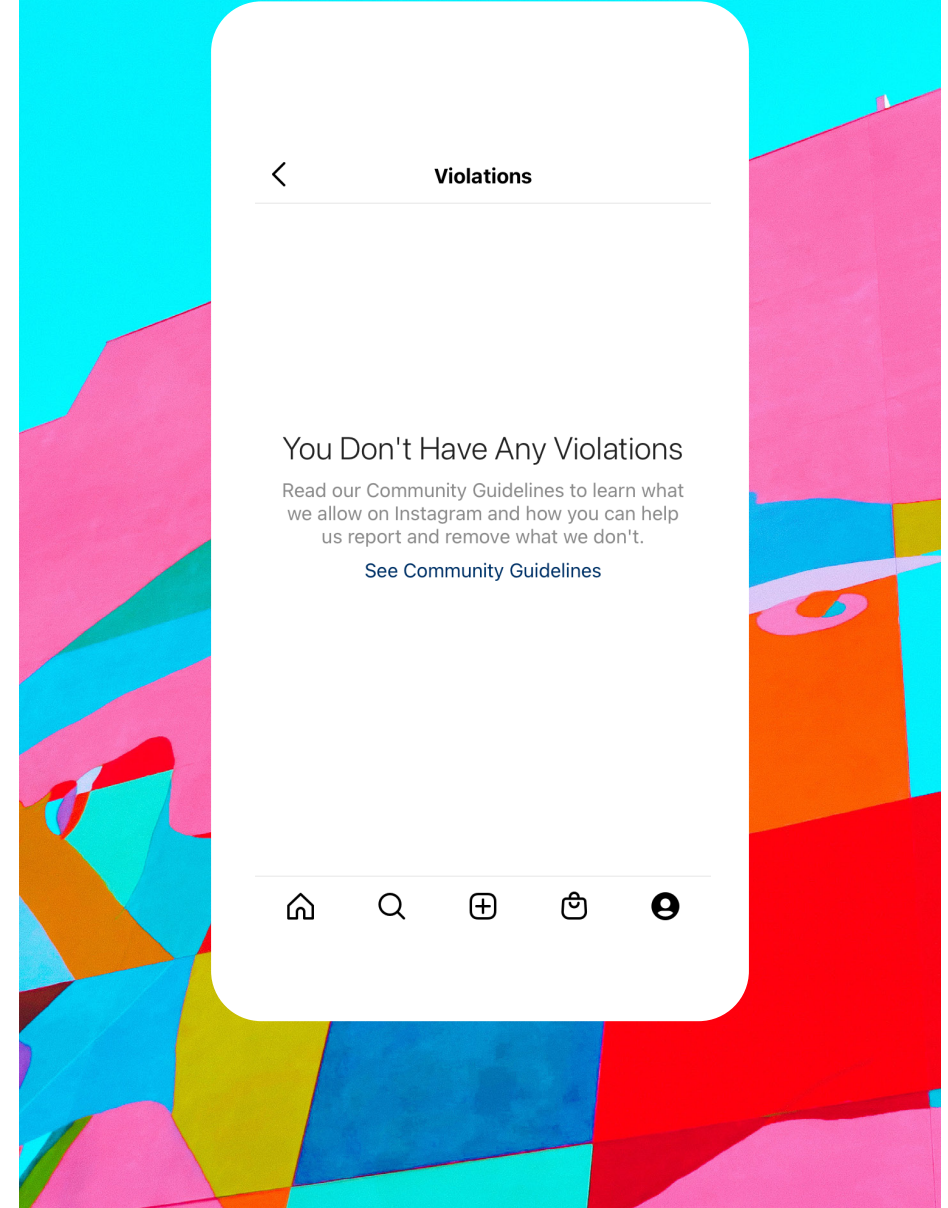 Violations
You Don't Have Any Violations
Read our Community Guidelines to learn what
we allow on Instagram and how you can help
us report and remove what we don't.
See Community Guidelines